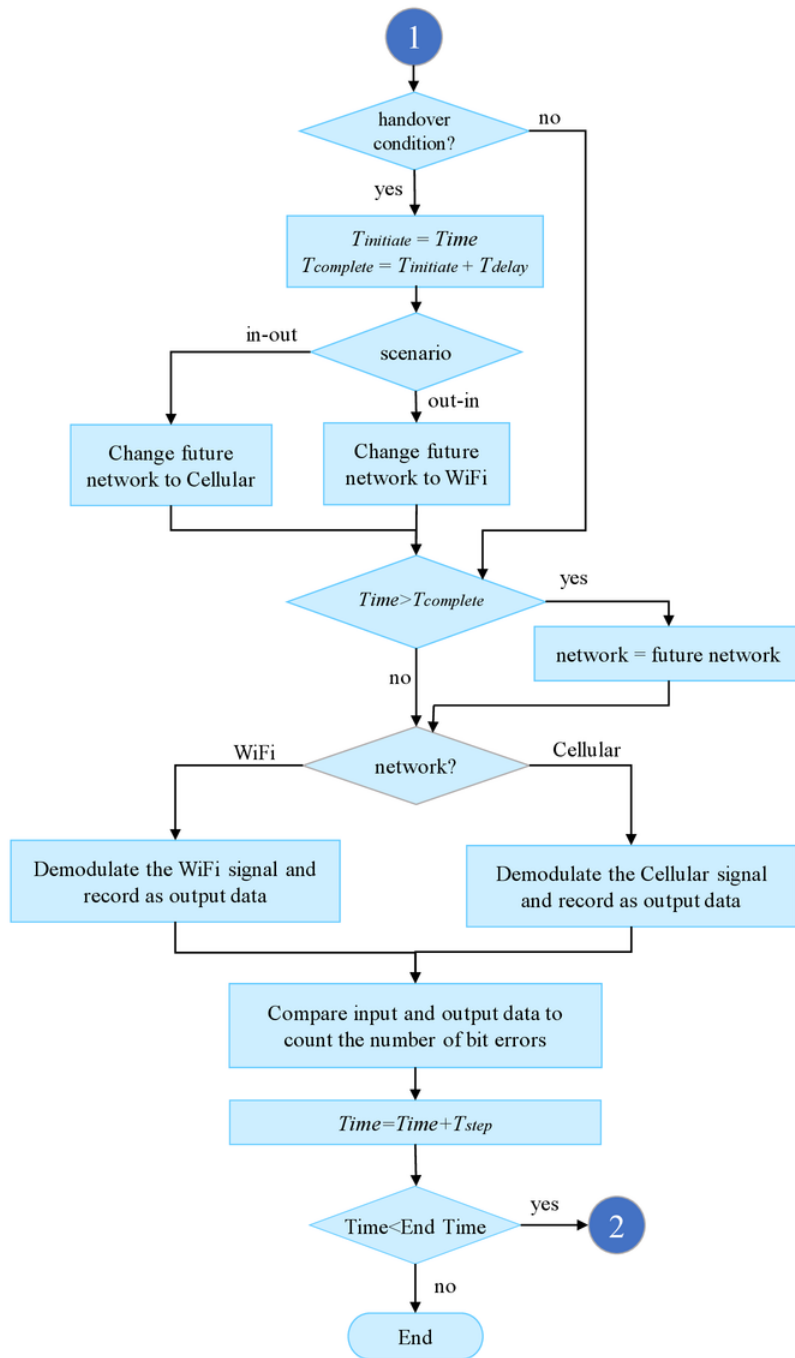 1
handover
condition?
no
yes
Tinitiate = Time
Tcomplete = Tinitiate + Tdelay
in-out
scenario
out-in
Change future
network to Cellular
Change future
network to WiFi
Time>Tcomplete
yes
network = future network
no
WiFi
network?
Cellular
Demodulate the WiFi signal and
record as output data
Demodulate the Cellular signal
and record as output data
Compare input and output data to
count the number of bit errors
Time=Time+Tstep
Time<End Time
yes
2
no
End